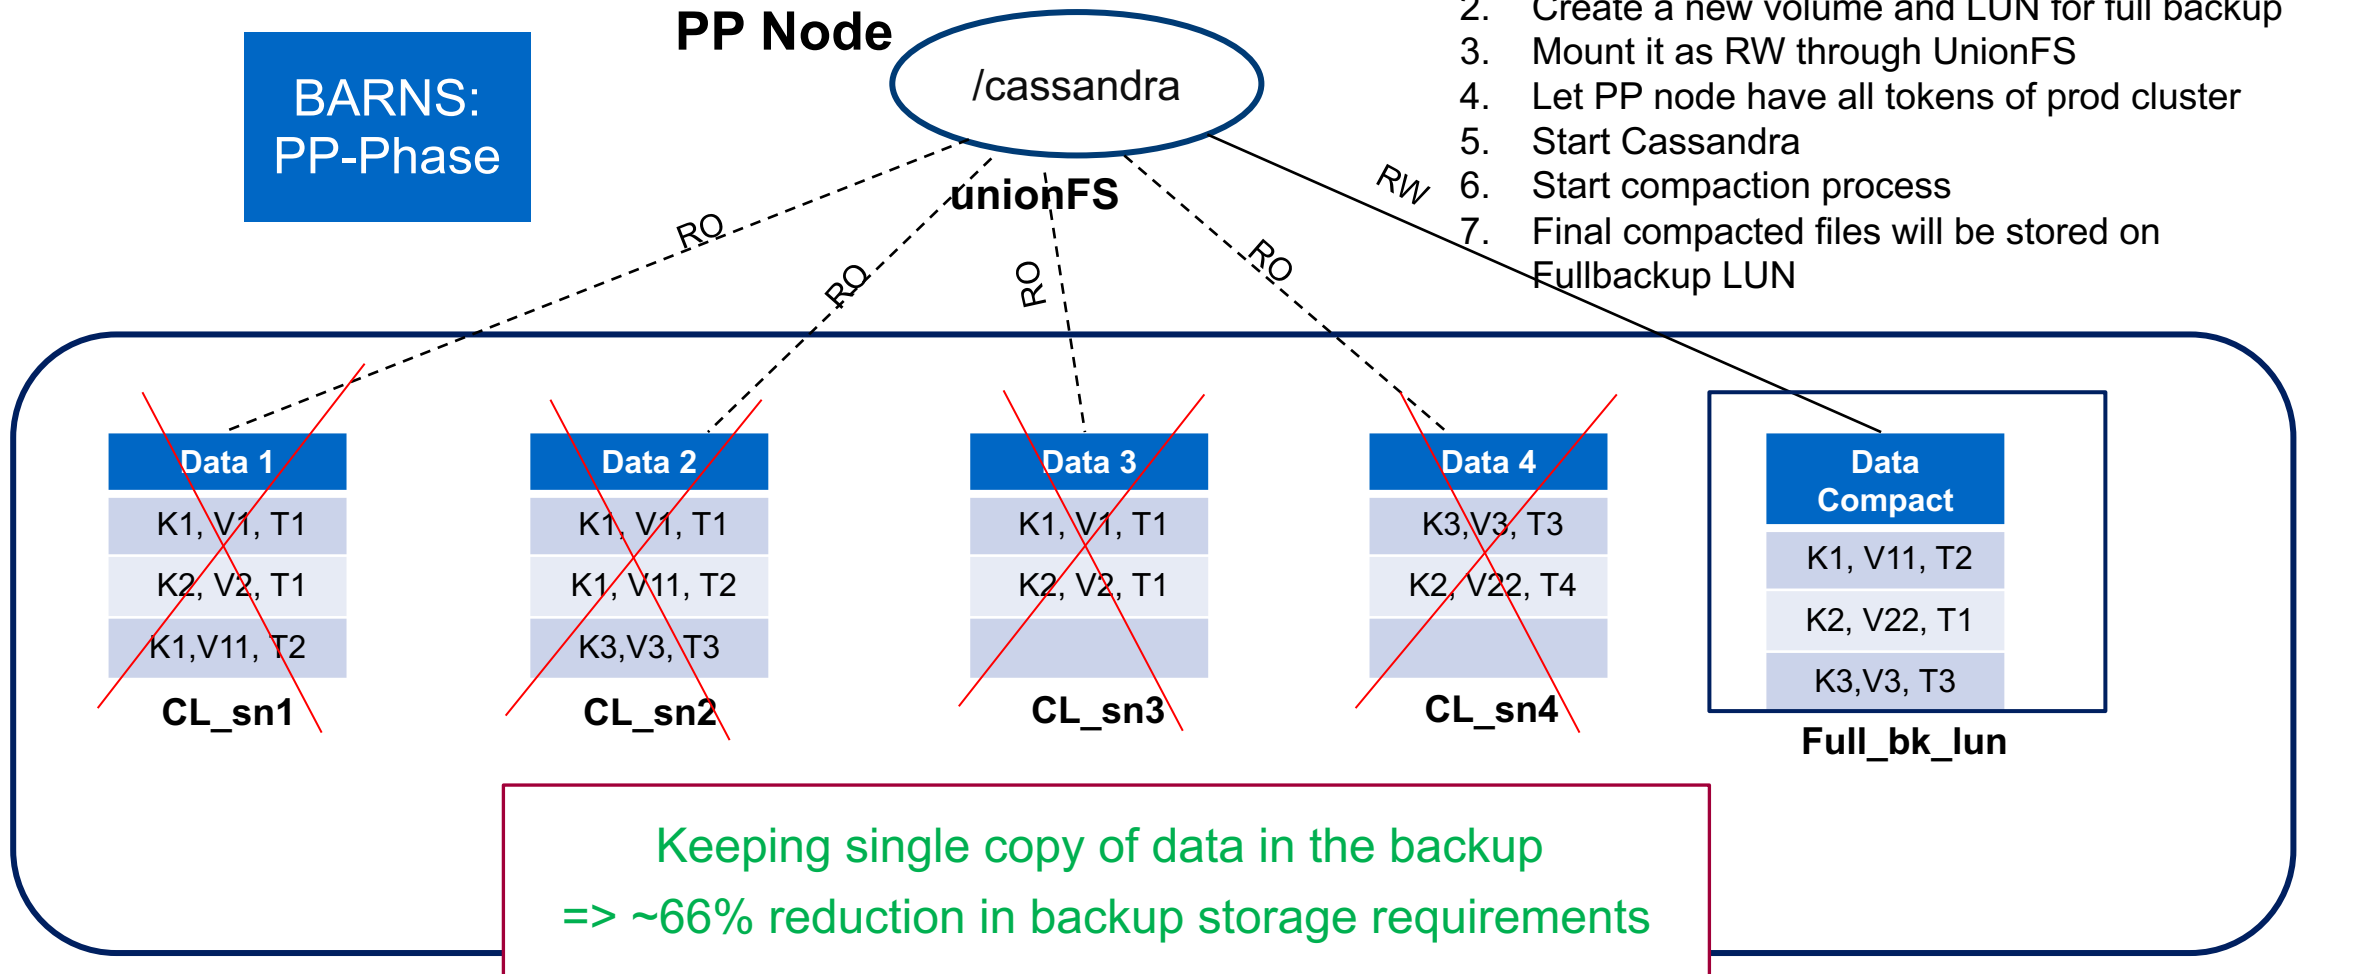 PP Node
BARNS:
PP-Phase
/cassandra
unionFS
2. Create a new volume and LUN for full backup
3. Mount it as RW through UnionFS
4. Let PP node have all tokens of prod cluster
5. Start Cassandra
6. Start compaction process
7. Final compacted files will be stored on
Fullbackup LUN
RO
RO
RO
RO
RW
Data 1
K1, V1, T1
K2, V2, T1
K1,V11, T2
CL_sn1
Data 2
K1, V1, T1
K1, V11, T2
K3,V3, T3
CL_sn2
Data 3
K1, V1, T1
K2, V2, T1
CL_sn3
Data 4
K3,V3, T3
K2, V22, T4
CL_sn4
Data
Compact
K1, V11, T2
K2, V22, T1
K3,V3, T3
Full_bk_lun
Keeping single copy of data in the backup
=> ~66% reduction in backup storage requirements